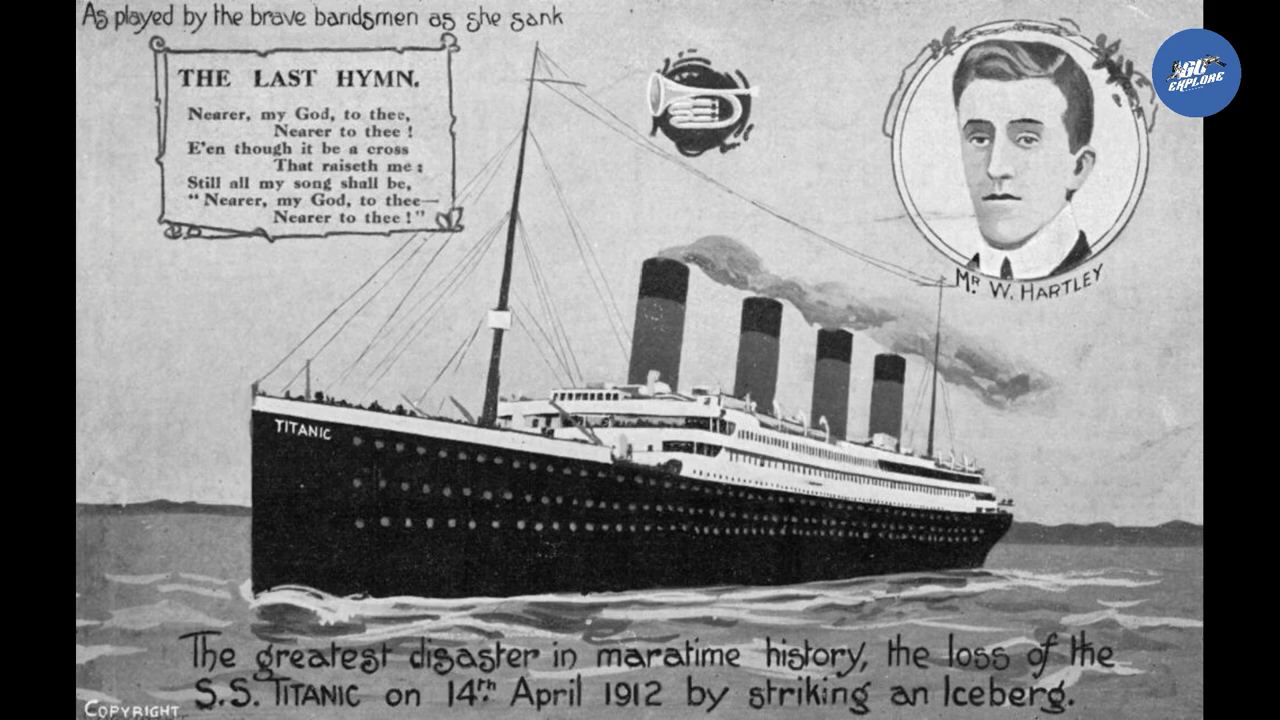 As played by the brave bandsmen as she sank
THE LAST HYMN.
Nearer, my God, to thee,
Nearer to thee!
E'en though it be a cross
That raiseth me:
Still all my song shall be,
"Nearer, my God, to thee—
Nearer to thee!"
GO
EXPLORE
Mr. W. HARTLEY
TITANIC
The greatest disaster in maratime history, the loss of the
S.S. TITANIC on 14th April 1912 by striking an Iceberg.
COPYRIGHT